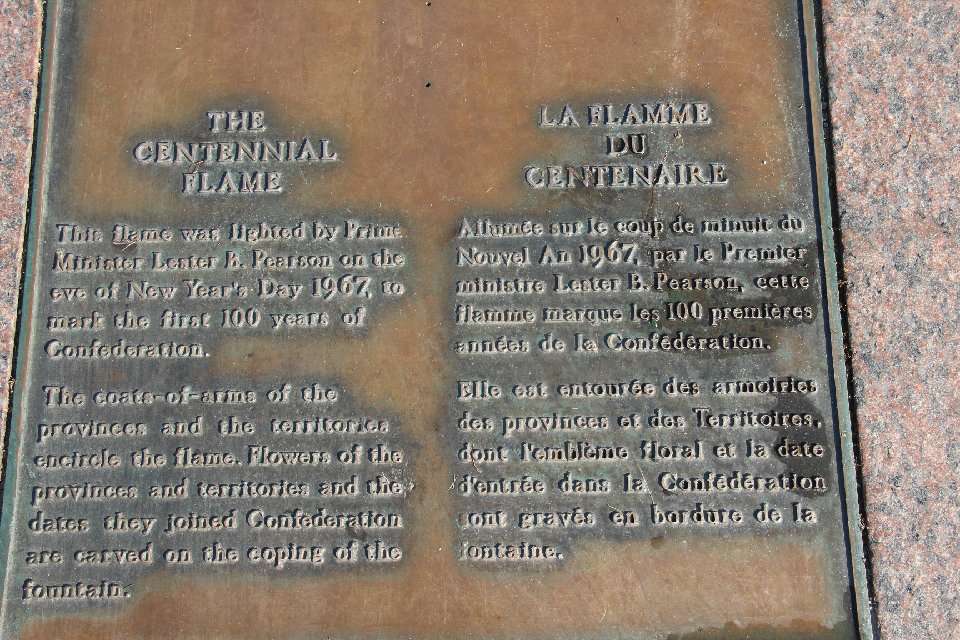 THE
CENTENNIAL
FLAME
This flame was lighted by Prime
Minister Lester B. Pearson on the
eve of New Year's Day 1967, to
mark the first 100 years of
Confederation.
The coats-of-arms of the
provinces and the territories
encircle the flame. Flowers of the
provinces and territories and the
dates they joined Confederation
are carved on the coping of the
fountain.
LA FLAMME
DU
CENTENAIRE
Allumée sur le coup de minuit du
Nouvel An 1967, par le Premier
ministre Lester B. Pearson, cette
flamme marque les 100 premières
années de la Confédération.
Elle est entourée des armoiries
des provinces et des Territoires,
dont l'emblème floral et la date
d'entrée dans la Confédération
sont gravés en bordure de la
fontaine.